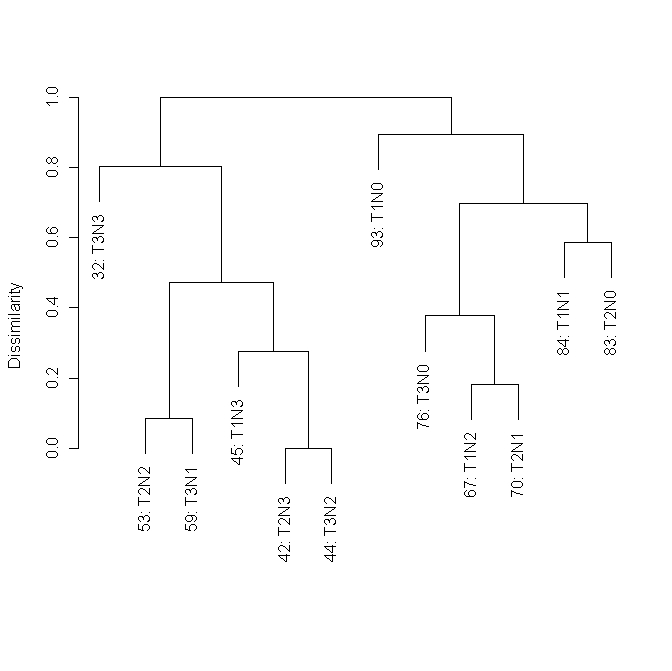 Dissimilarity
1.0
0.8
0.6
0.4
0.2
0.0
32: T3N3
53: T2N2
59: T3N1
45: T1N3
42: T2N3
44: T3N2
93: T1N0
76: T3N0
67: T1N2
70: T2N1
84: T1N1
83: T2N0